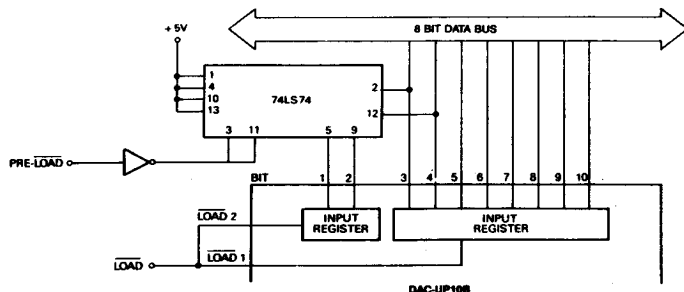 + 5V
8 BIT DATA BUS
1
4
10
13
74LS74
2
12
3 11 5 9
PRE-LOAD
BIT 1 2 3 4 5 6 7 8 9 10
LOAD 2
INPUT REGISTER
INPUT REGISTER
LOAD 1
LOAD
DAC-UP10B